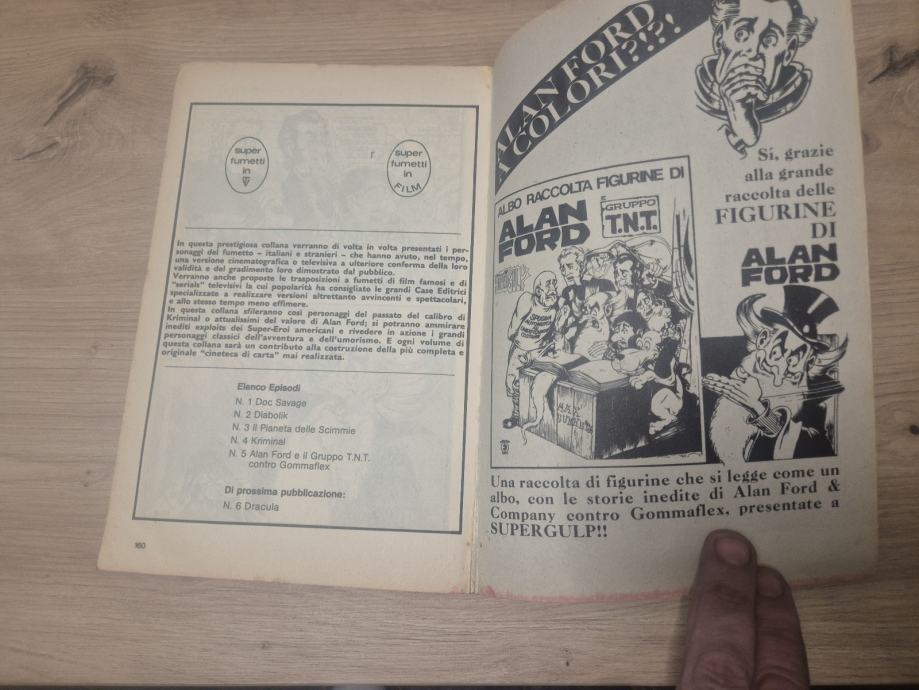 super
fumetti
in
TV
super
fumetti
in
FILM
In questa prestigiosa collana verranno di volta in volta presentati i per-
sonaggi del fumetto - italiani e stranieri - che hanno avuto, nel tempo,
una versione cinematografica o televisiva a ulteriore conferma della loro
validità e del gradimento loro dimostrato dal pubblico.
Verranno anche proposte le trasposizioni a fumetti di film famosi e di
"serials" televisivi la cui popolarità ha consigliato le grandi Case Editrici
specializzate a realizzare versioni altrettanto avvincenti e spettacolari,
e allo stesso tempo meno effimere.
In questa collana sfileranno così personaggi del passato del calibro di
Kriminal o attualissimi del valore di Alan Ford; si potranno ammirare
inediti exploits dei Super-Eroi americani e rivedere in azione i grandi
personaggi classici dell'avventura e dell'umorismo. E ogni volume di
questa collana sarà un contributo alla costruzione della più completa e
originale "cineteca di carta" mai realizzata.
Elenco Episodi
N. 1 Doc Savage
N. 2 Diabolik
N. 3 Il Pianeta delle Scimmie
N. 4 Kriminal
N. 5 Alan Ford e il Gruppo T.N.T.
contro Gommaflex
Di prossima pubblicazione:
N. 6 Dracula
160
ALAN FORD
A COLORI?!?!
Sí, grazie
alla grande
raccolta delle
FIGURINE
DI
ALAN
FORD
ALBO RACCOLTA FIGURINE DI
ALAN
FORD
E IL
GRUPPO
T.N.T.
MAX
BUNKER
Una raccolta di figurine che si legge come un
albo, con le storie inedite di Alan Ford &
Company contro Gommaflex, presentate a
SUPERGULP!!